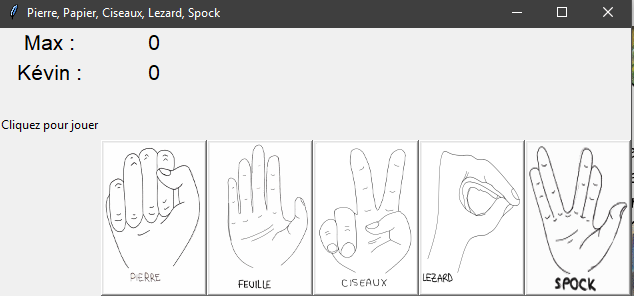 Pierre, Papier, Ciseaux, Lezard, Spock
Max : 0
Kévin : 0
Cliquez pour jouer
PIERRE FEUILLE CISEAUX LEZARD SPOCK